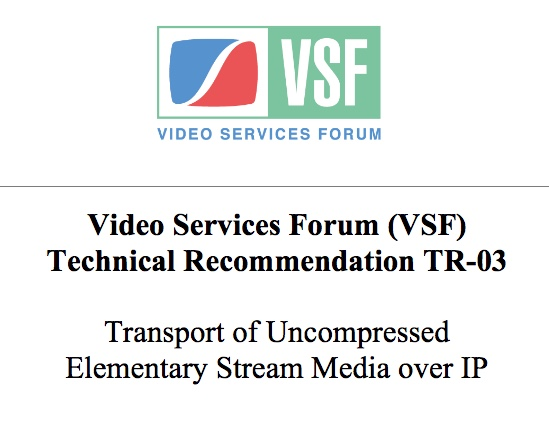 VSF
VIDEO SERVICES FORUM
Video Services Forum (VSF)
Technical Recommendation TR-03
Transport of Uncompressed
Elementary Stream Media over IP